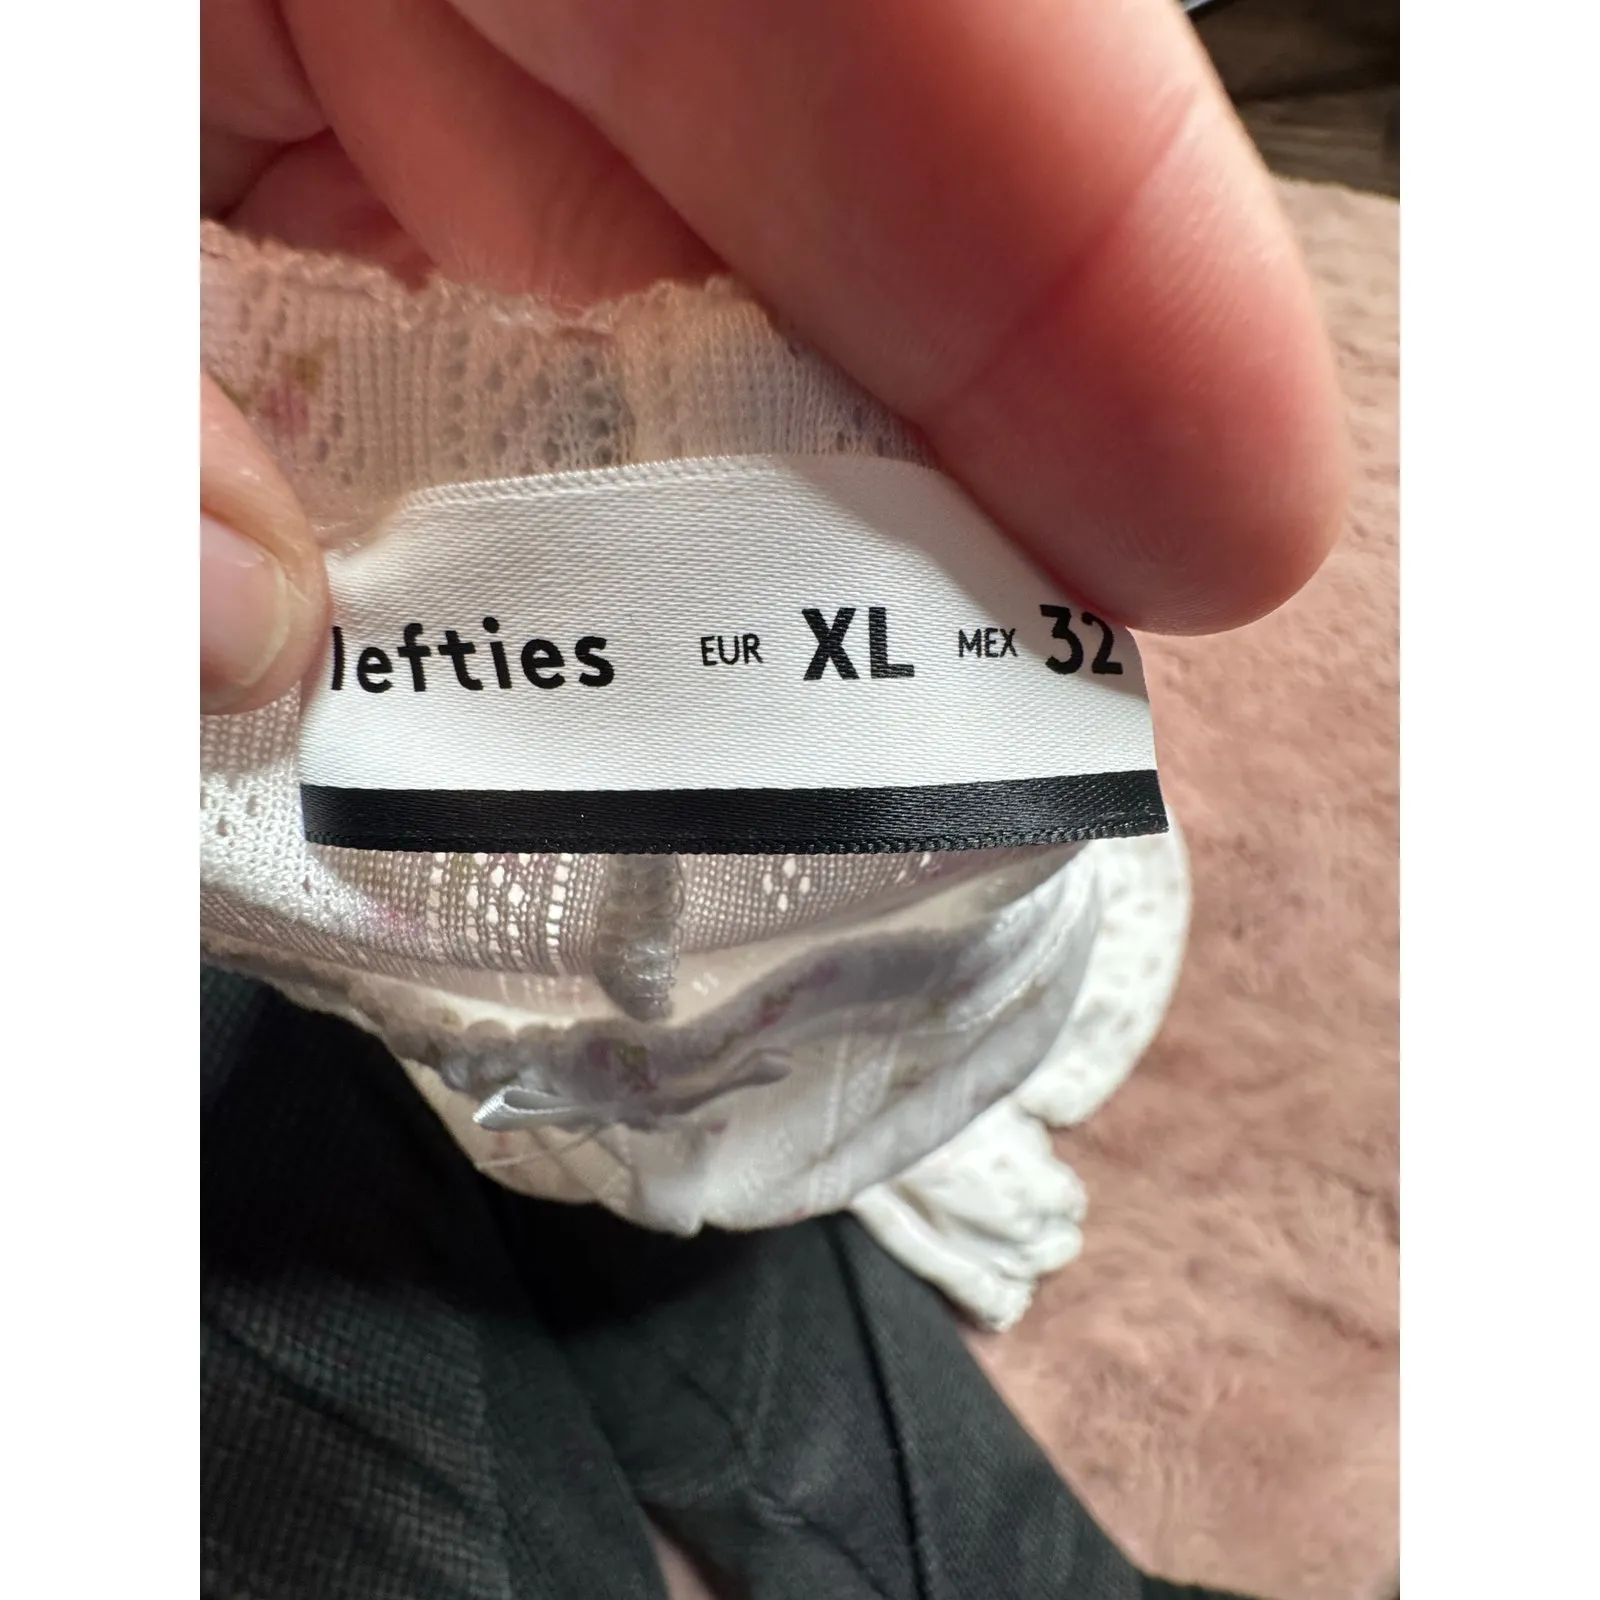 lefties EUR XL MEX 32